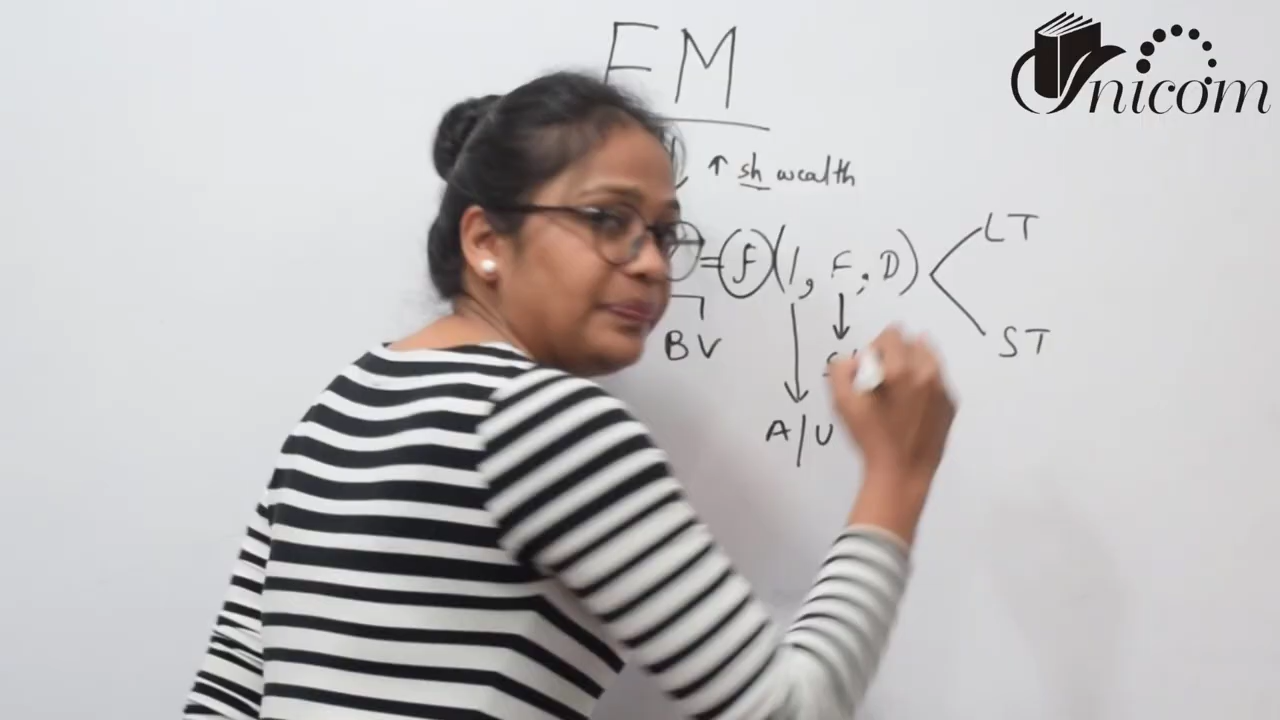 FM
Unicom
↑ sh wealth
= F (I, F, D)
LT
ST
BV
A/U